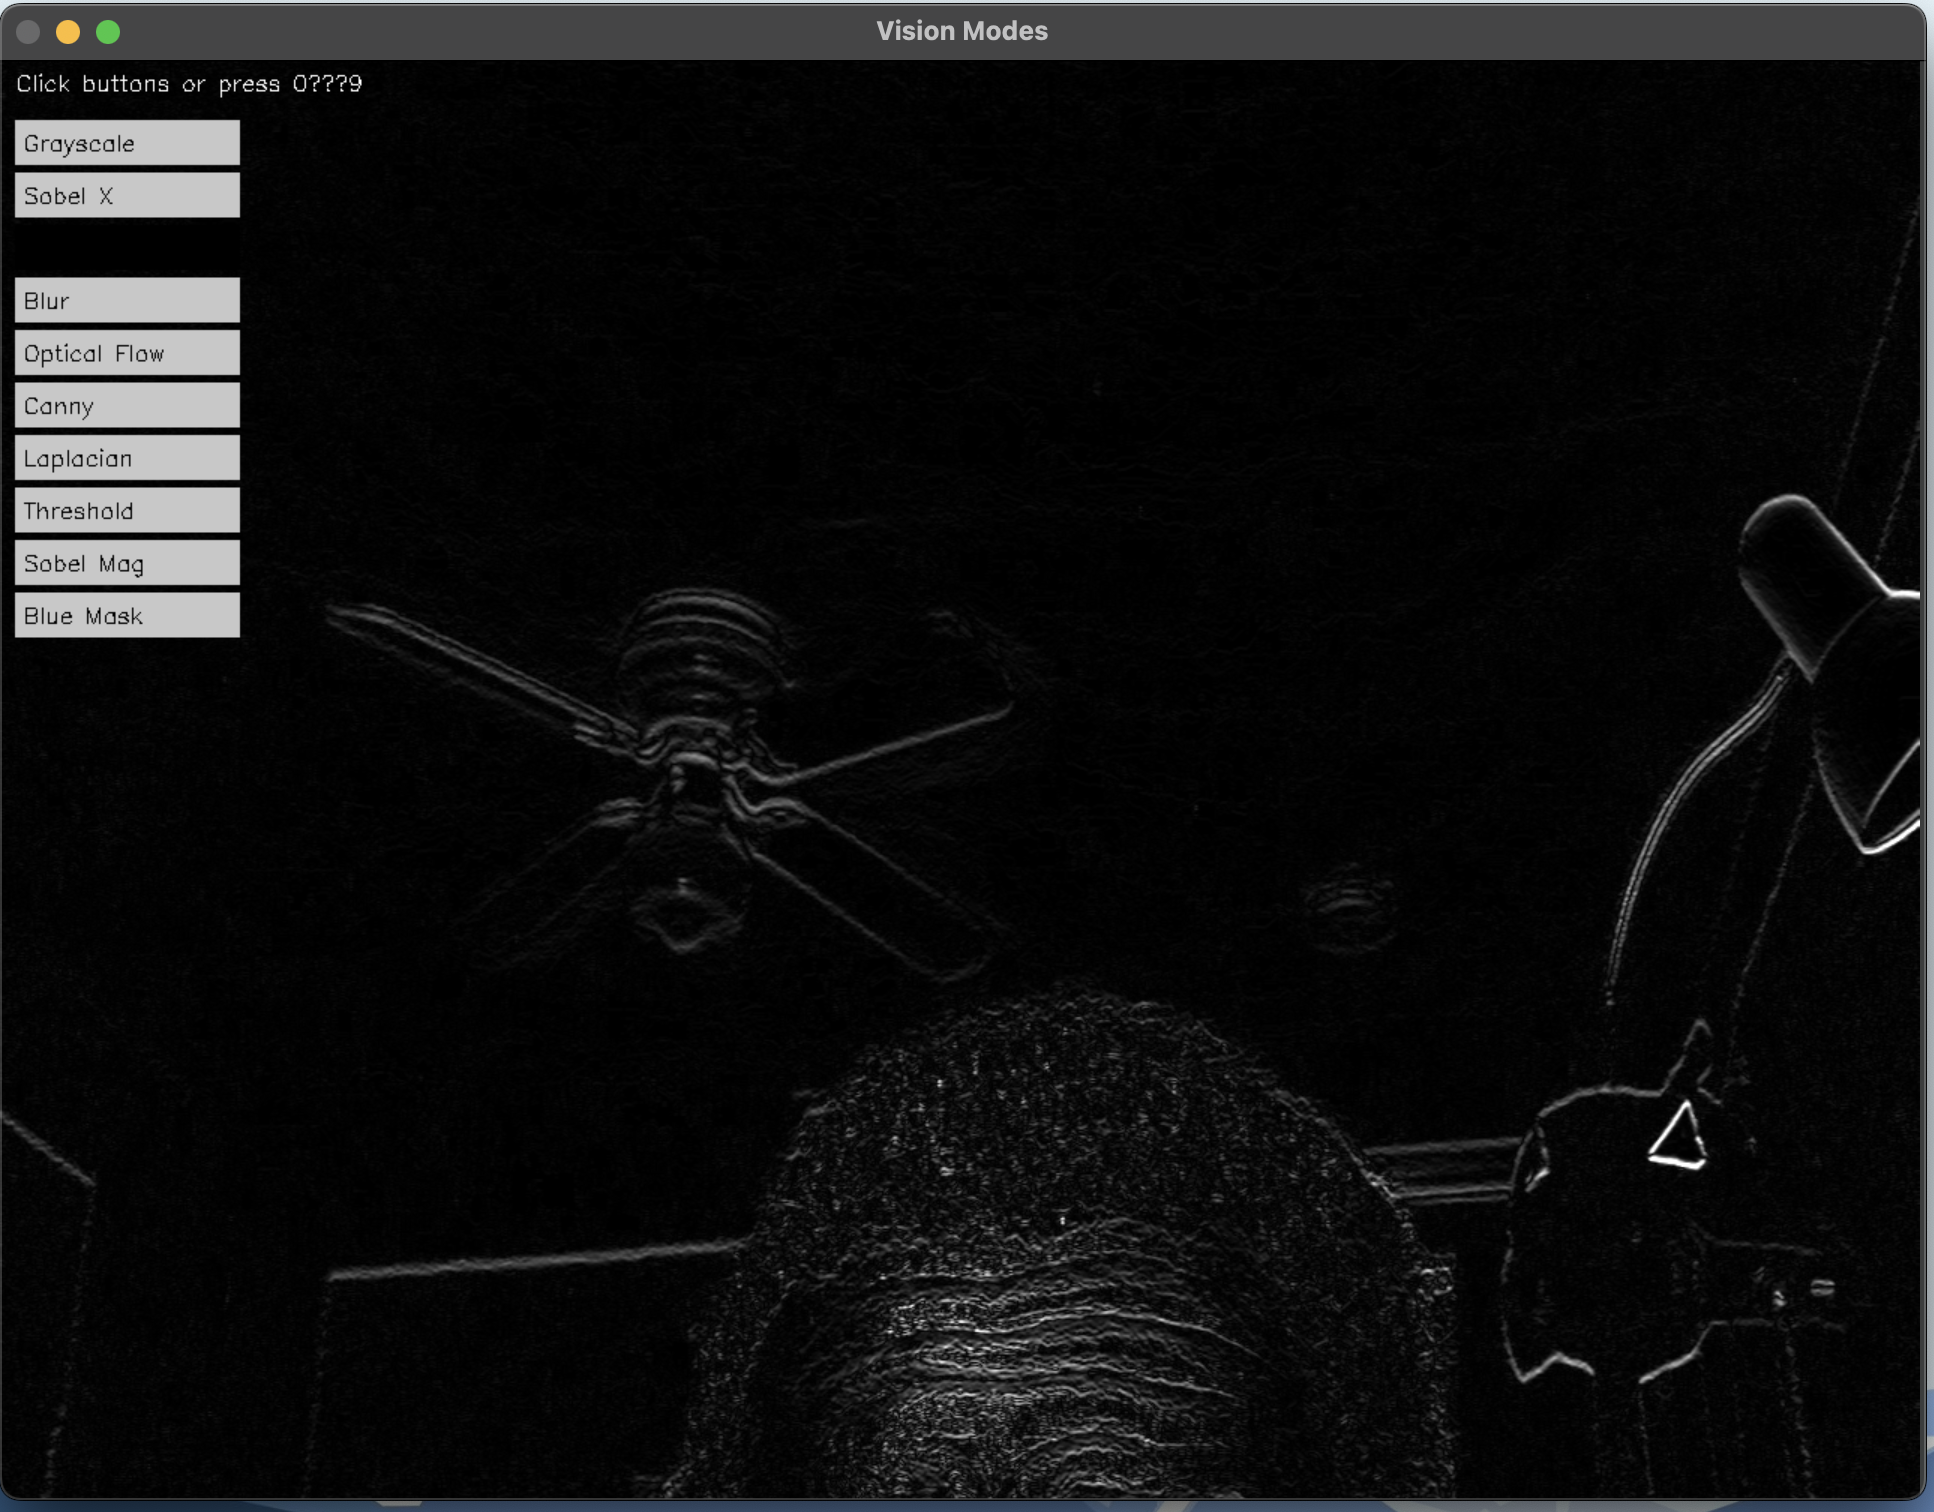 Vision Modes
Click buttons or press 0???9
Grayscale
Sobel X
Blur
Optical Flow
Canny
Laplacian
Threshold
Sobel Mag
Blue Mask